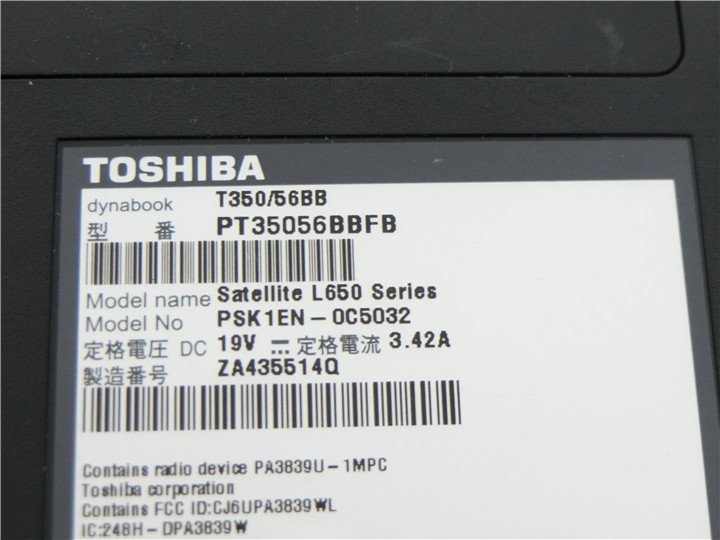 TOSHIBA
dynabook T350/56BB
型 番 PT35056BBFB
Model name Satellite L650 Series
Model No PSK1EN-0C5032
定格電圧 DC 19V ⎓ 定格電流 3.42A
製造番号 ZA435514Q
Contains radio device PA3839U-1MPC
Toshiba corporation
Contains FCC ID:CJ6UPA3839WL
IC:248H-DPA3839W